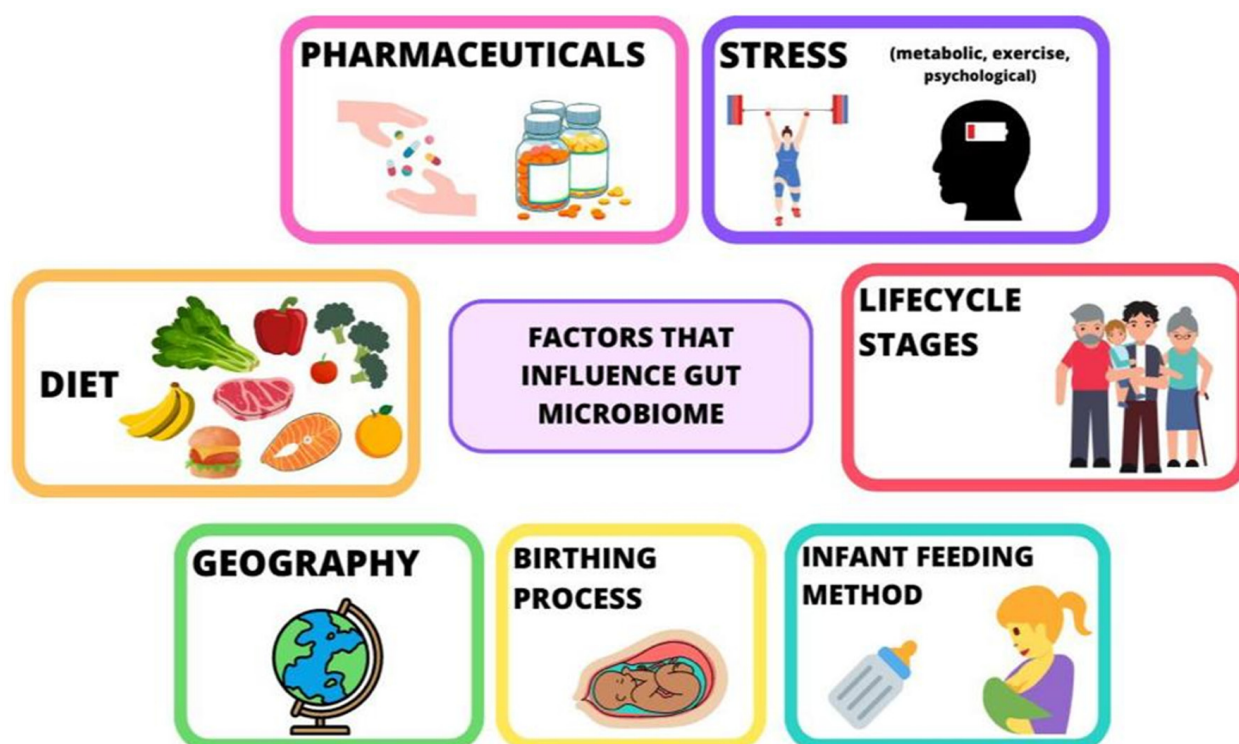 PHARMACEUTICALS
STRESS
(metabolic, exercise,
psychological)
DIET
FACTORS THAT
INFLUENCE GUT
MICROBIOME
LIFECYCLE
STAGES
GEOGRAPHY
BIRTHING
PROCESS
INFANT FEEDING
METHOD